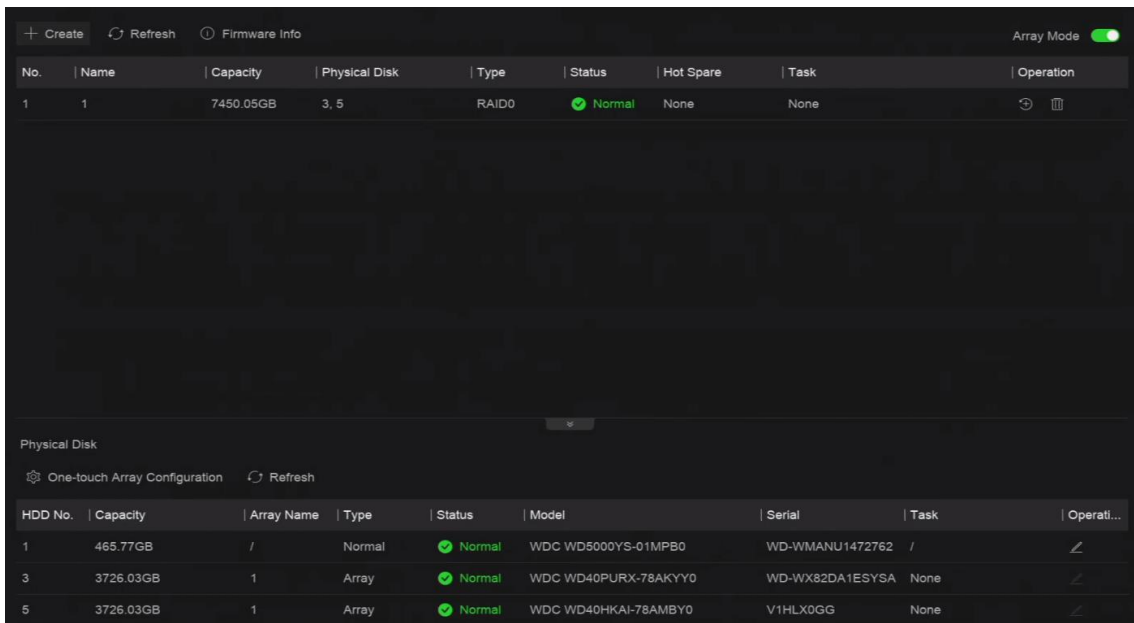 Create Refresh Firmware Info Array Mode
No. Name Capacity Physical Disk Type Status Hot Spare Task Operation
1 1 7450.05GB 3, 5 RAID0 Normal None None
Physical Disk
One-touch Array Configuration Refresh
HDD No. Capacity Array Name Type Status Model Serial Task Operati...
1 465.77GB / Normal Normal WDC WD5000YS-01MPB0 WD-WMANU1472762 /
3 3726.03GB 1 Array Normal WDC WD40PURX-78AKYY0 WD-WX82DA1ESYSA None
5 3726.03GB 1 Array Normal WDC WD40HKAI-78AMBY0 V1HLX0GG None